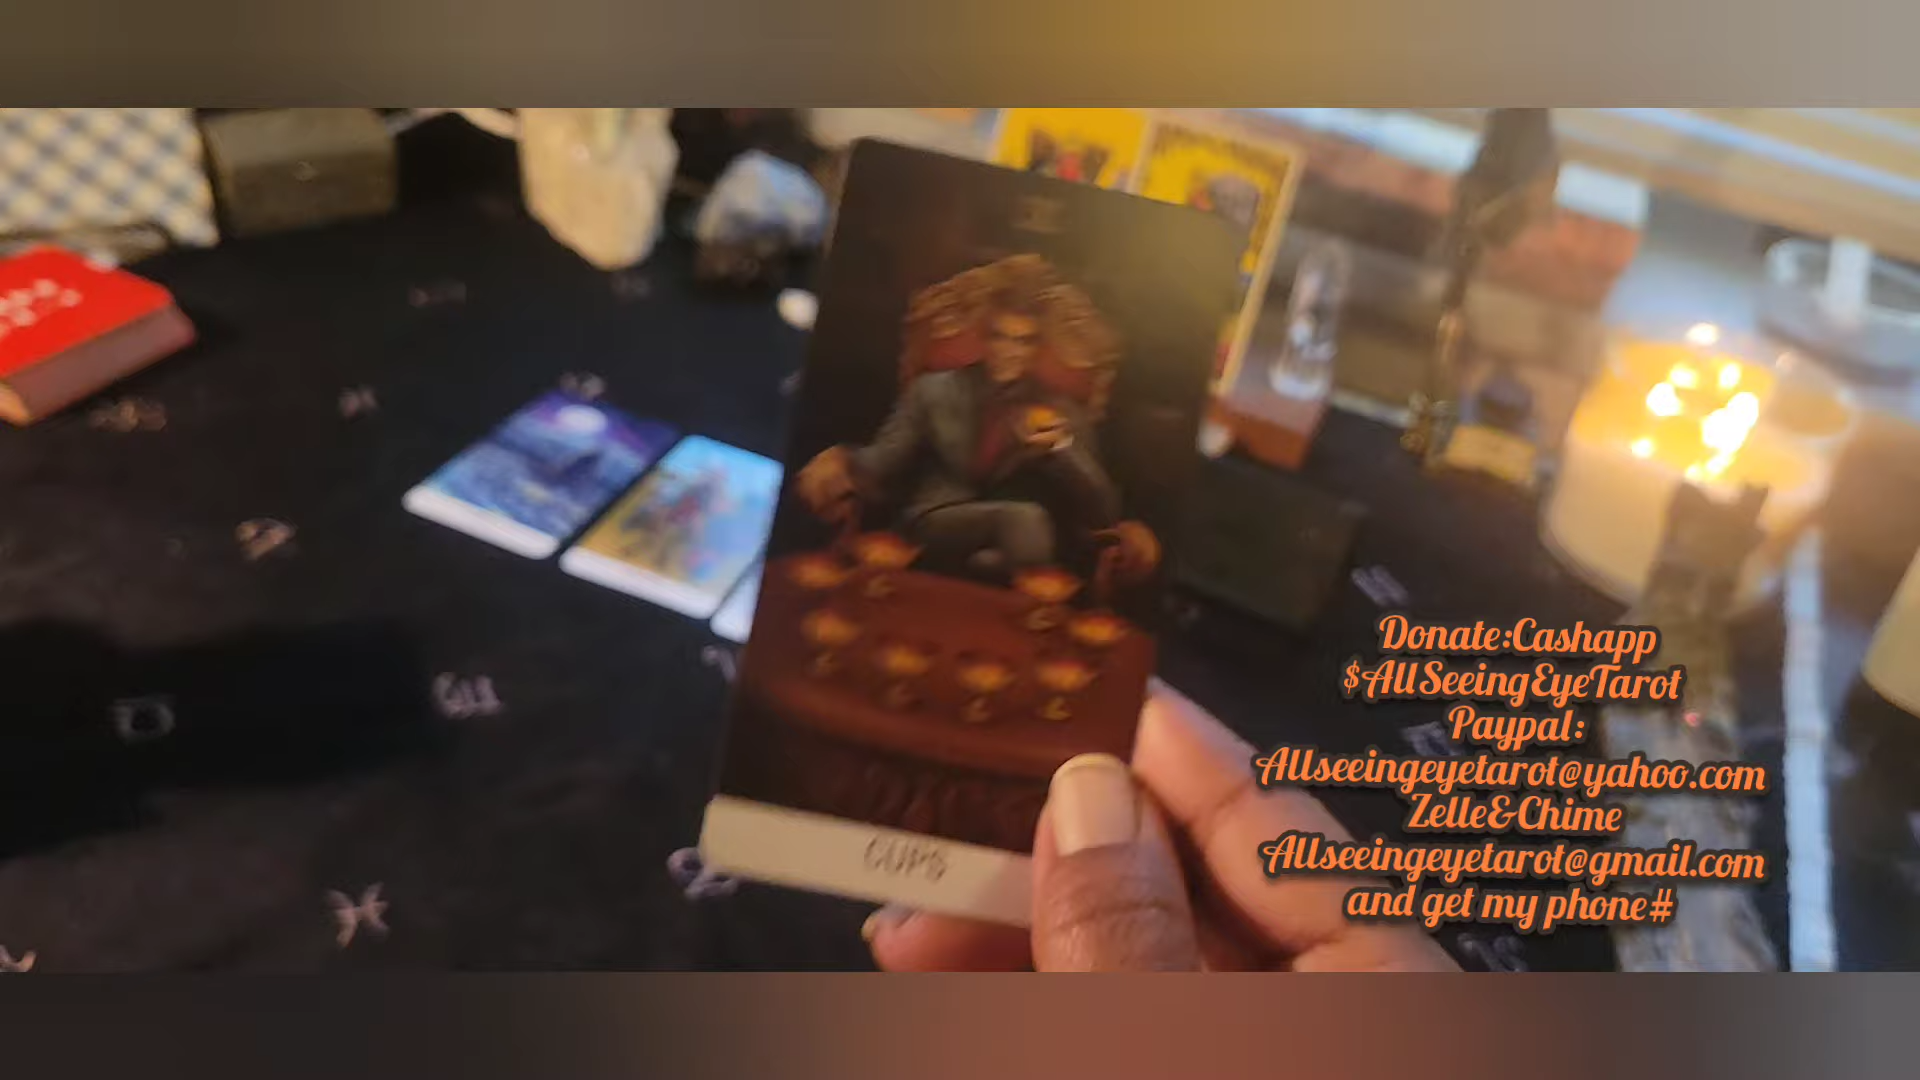 CUPS
Donate:Cashapp
$AllSeeingEyeTarot
Paypal:
Allseeingeyetarot@yahoo.com
Zelle&Chime
Allseeingeyetarot@gmail.com
and get my phone#